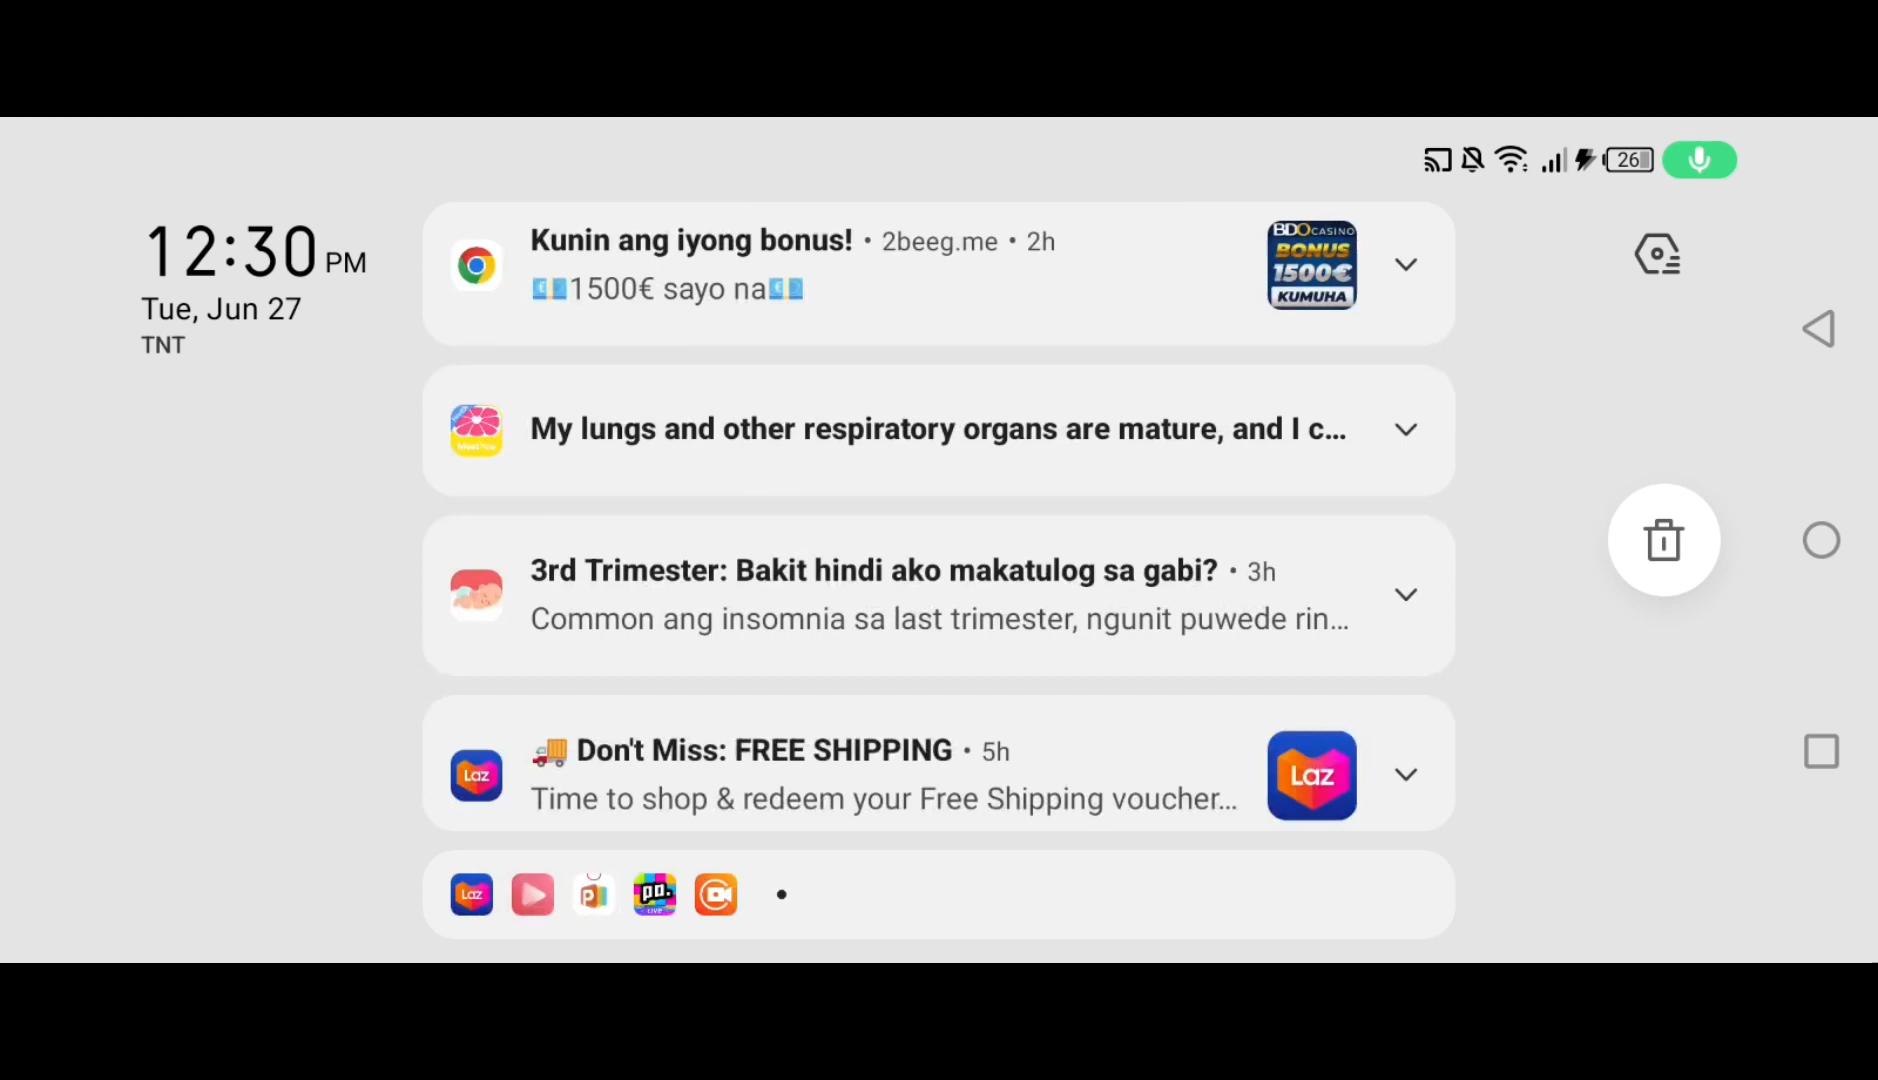 26
12:30 PM
Tue, Jun 27
TNT
Kunin ang iyong bonus! • 2beeg.me • 2h
💶1500€ sayo na💶
BDO CASINO
BONUS
1500€
KUMUHA
My lungs and other respiratory organs are mature, and I c...
3rd Trimester: Bakit hindi ako makatulog sa gabi? • 3h
Common ang insomnia sa last trimester, ngunit puwede rin...
Laz
🚚 Don't Miss: FREE SHIPPING • 5h
Time to shop & redeem your Free Shipping voucher...
Laz
Laz
po.
LIVE